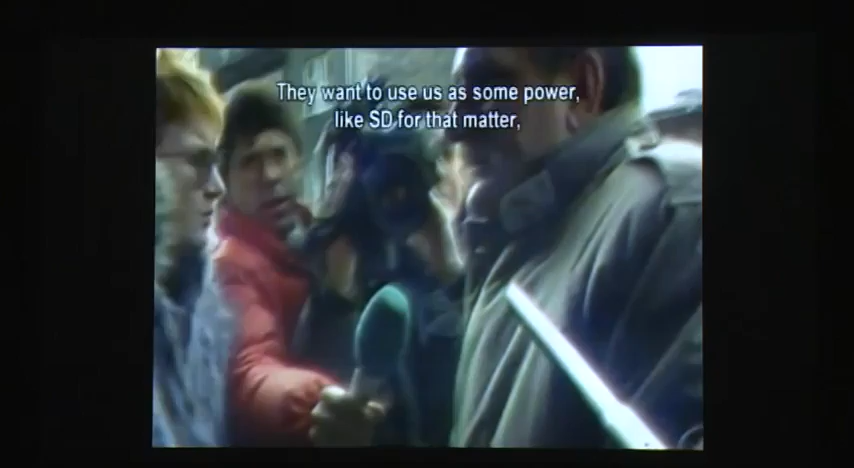 They want to use us as some power,
like SD for that matter,